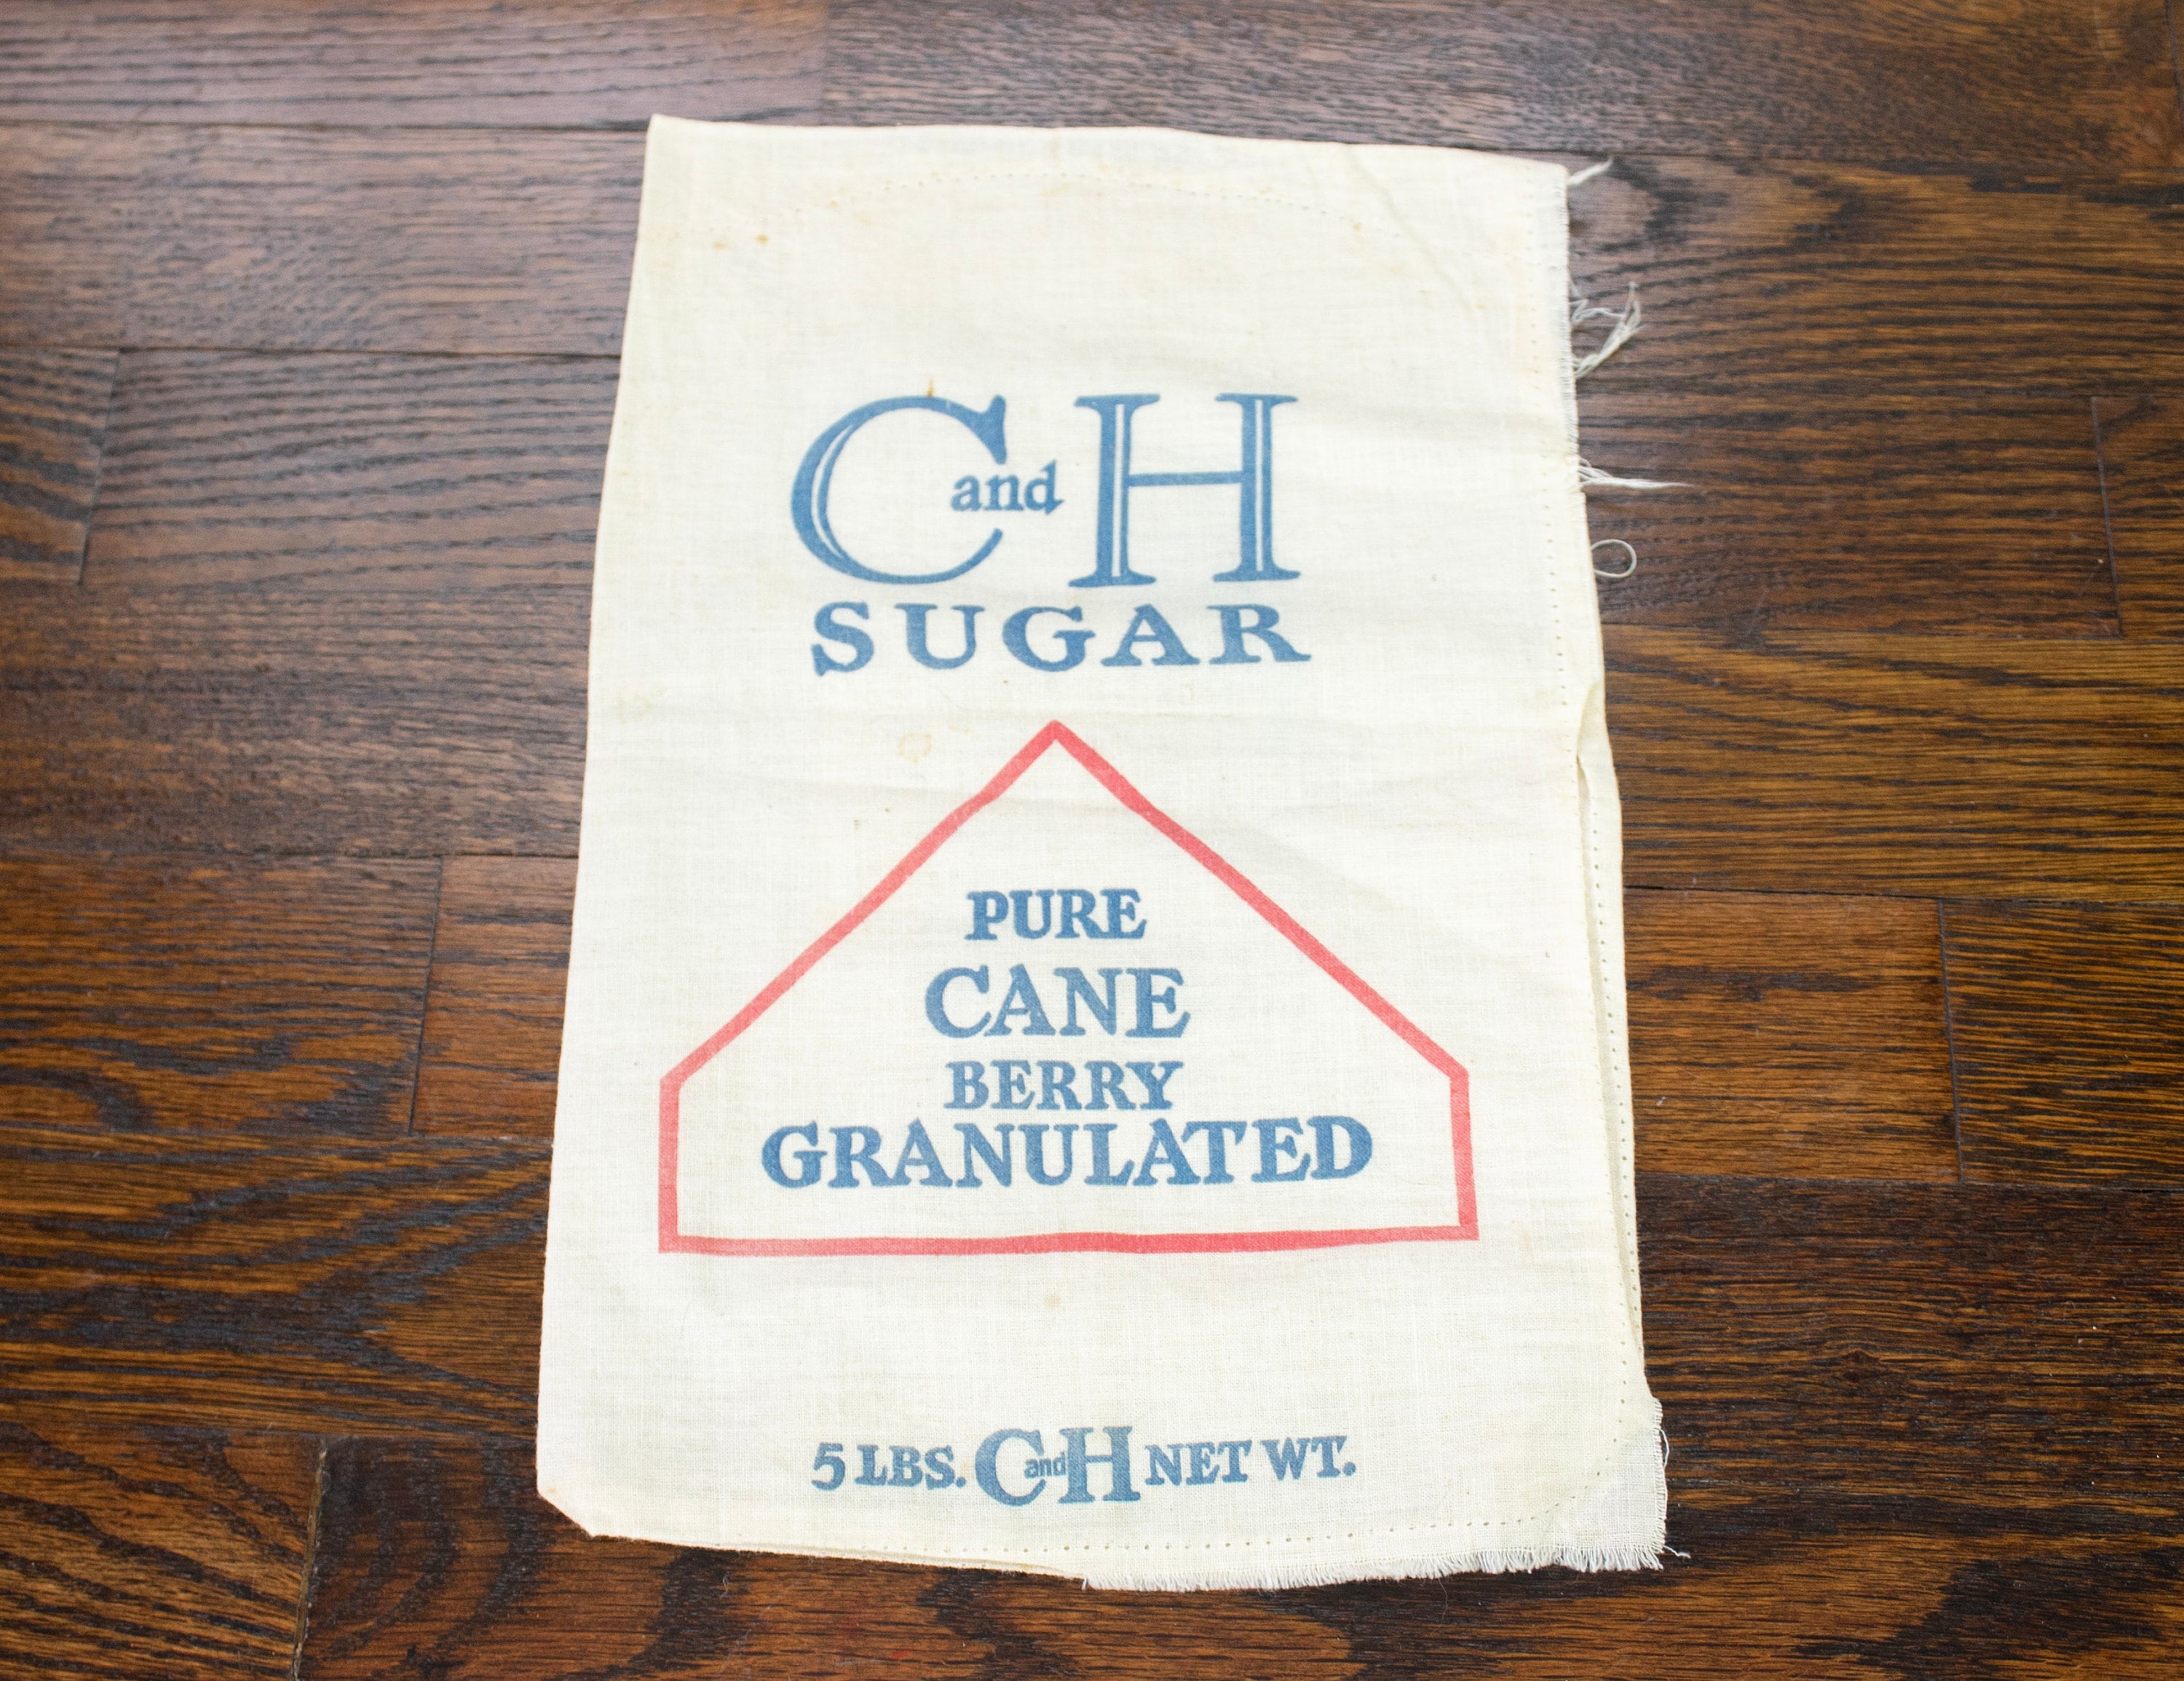 C and H
SUGAR
PURE
CANE
BERRY
GRANULATED
5 LBS. C and H NET WT.